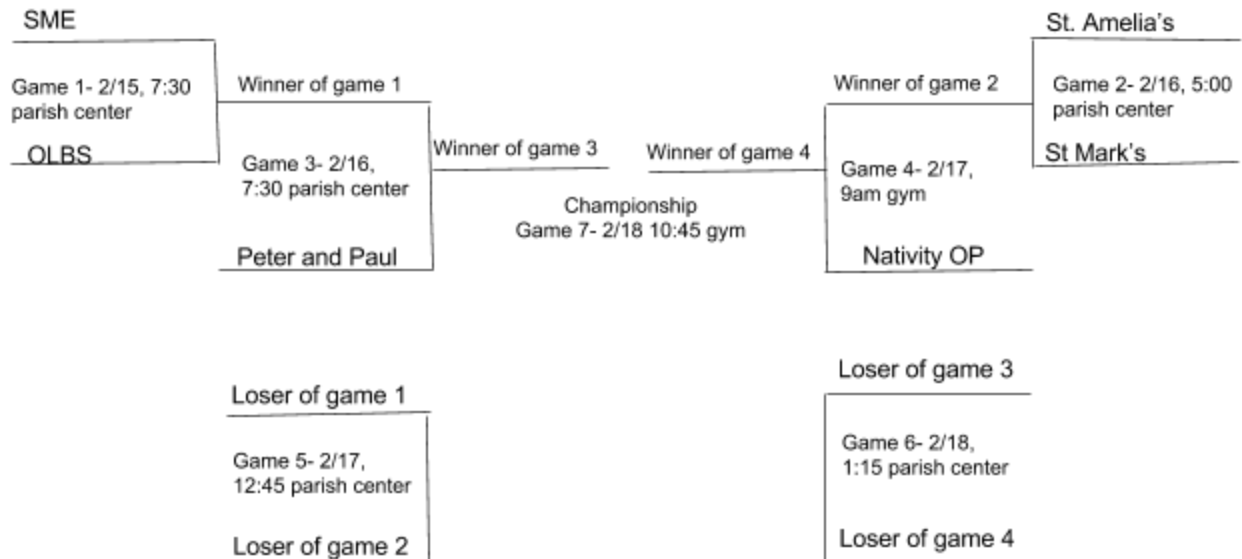 SME
Game 1- 2/15, 7:30
parish center
OLBS
Winner of game 1
Game 3- 2/16,
7:30 parish center
Peter and Paul
Winner of game 3
Winner of game 4
Championship
Game 7- 2/18 10:45 gym
Winner of game 2
Game 4- 2/17,
9am gym
Nativity OP
St. Amelia's
Game 2- 2/16, 5:00
parish center
St Mark's
Loser of game 1
Game 5- 2/17,
12:45 parish center
Loser of game 2
Loser of game 3
Game 6- 2/18,
1:15 parish center
Loser of game 4